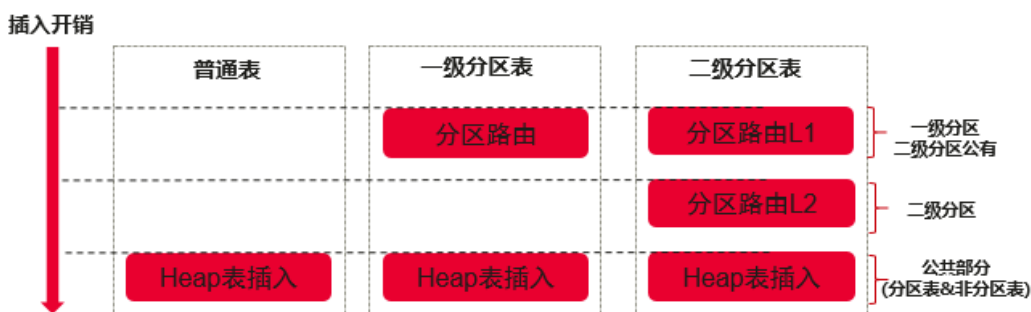 插入开销
普通表
一级分区表
二级分区表
分区路由
分区路由L1
一级分区
二级分区公有
分区路由L2
二级分区
Heap表插入
Heap表插入
Heap表插入
公共部分
(分区表&非分区表)